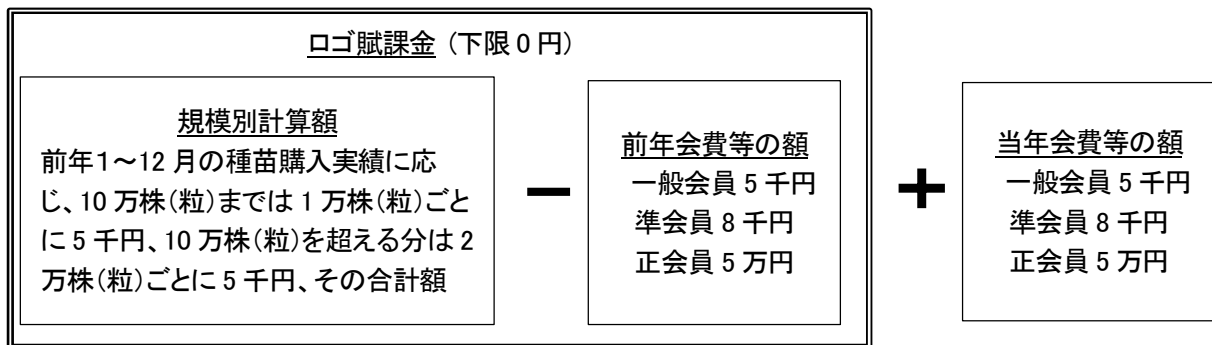 ロゴ賦課金 (下限0円)
規模別計算額
前年1～12月の種苗購入実績に応
じ、10万株(粒)までは1万株(粒)ごと
に5千円、10万株(粒)を超える分は2
万株(粒)ごとに5千円、その合計額
－
前年会費等の額
一般会員5千円
準会員8千円
正会員5万円
＋
当年会費等の額
一般会員5千円
準会員8千円
正会員5万円